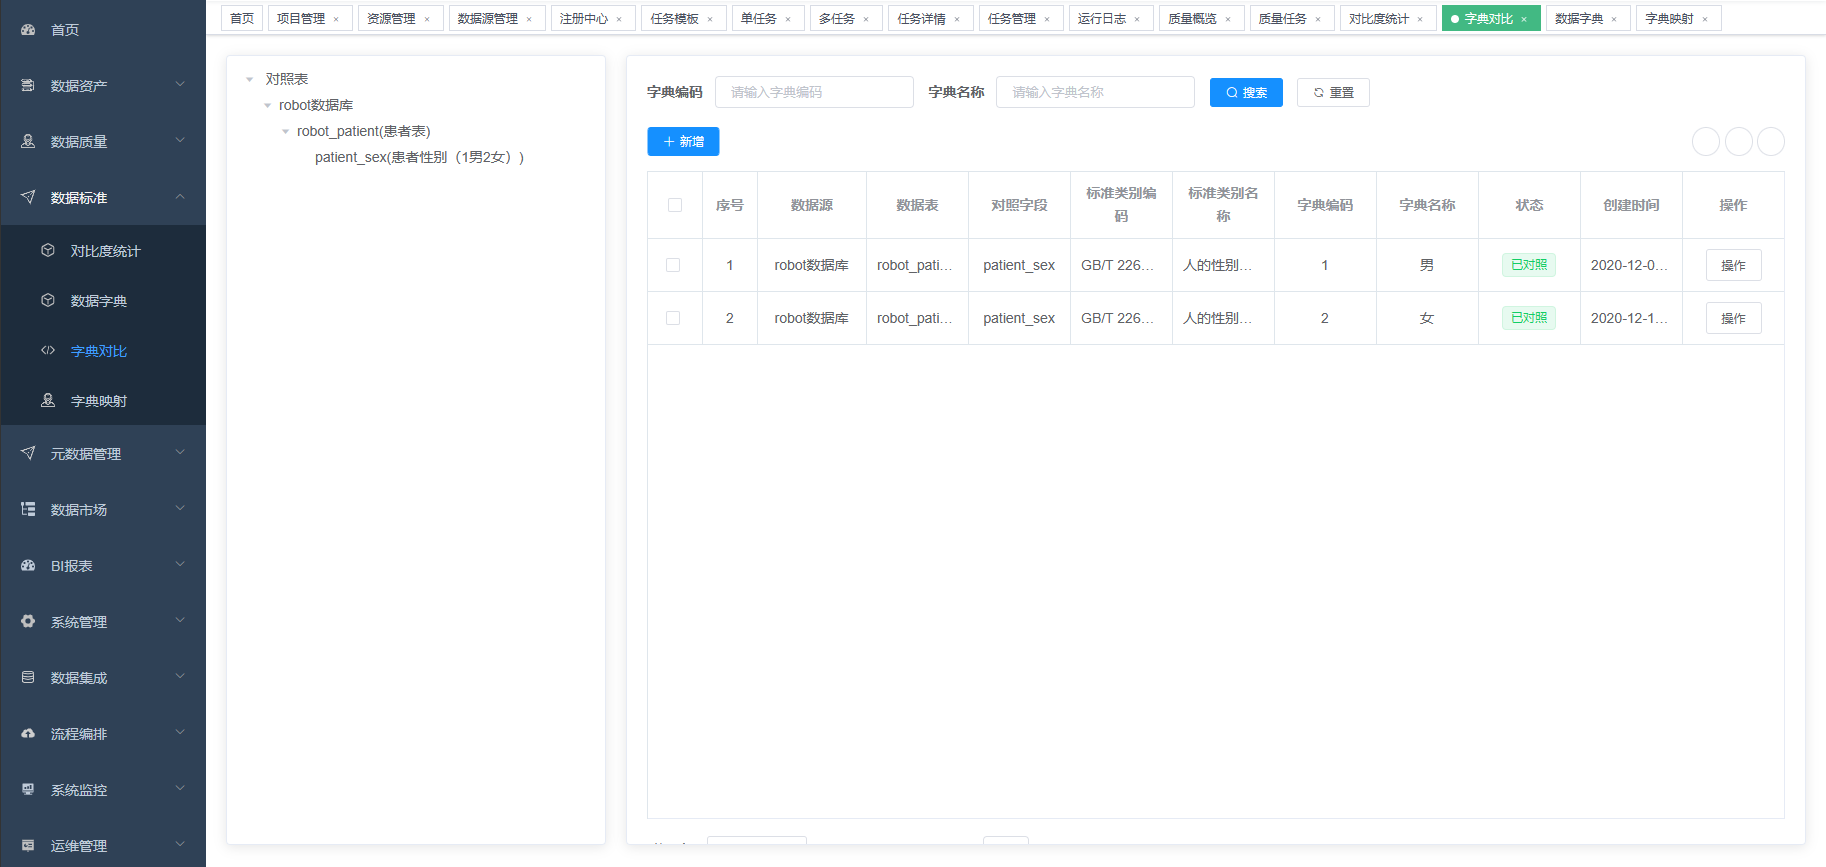 首页
数据资产
数据质量
数据标准
对比度统计
数据字典
字典对比
字典映射
元数据管理
数据市场
BI报表
系统管理
数据集成
流程编排
系统监控
运维管理
首页 项目管理 × 资源管理 × 数据源管理 × 注册中心 × 任务模板 × 单任务 × 多任务 × 任务详情 × 任务管理 × 运行日志 × 质量概览 × 质量任务 × 对比度统计 × 字典对比 × 数据字典 × 字典映射 ×
对照表
robot数据库
robot_patient(患者表)
patient_sex(患者性别（1男2女）)
字典编码 请输入字典编码 字典名称 请输入字典名称 搜索 重置
新增
序号 数据源 数据表 对照字段 标准类别编码 标准类别名称 字典编码 字典名称 状态 创建时间 操作
1 robot数据库 robot_pati... patient_sex GB/T 226... 人的性别... 1 男 已对照 2020-12-0... 操作
2 robot数据库 robot_pati... patient_sex GB/T 226... 人的性别... 2 女 已对照 2020-12-1... 操作